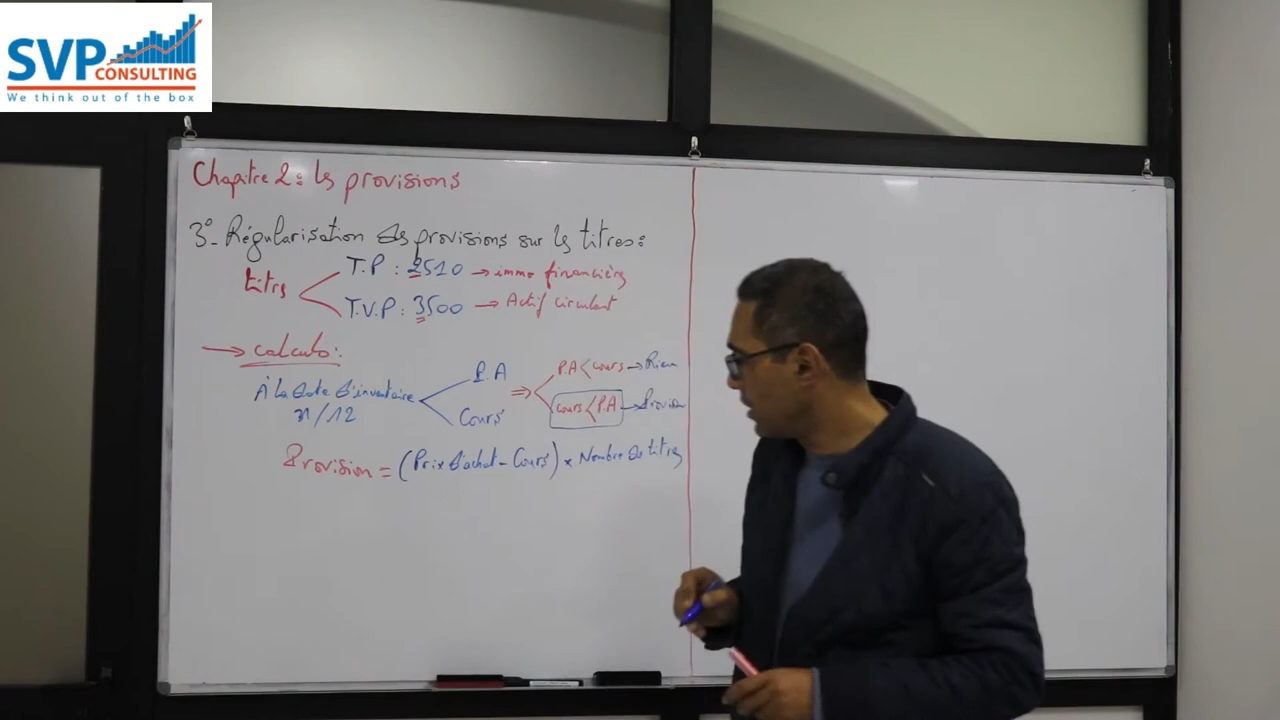 SVP
CONSULTING
We think out of the box
Chapitre 2: les provisions
3°- Régularisation des provisions sur les titres:
titres
T.P : 2510 → immo financières
T.V.P : 3500 → Actif circulant
→ calculs:
À la date d'inventaire
31/12
P.A
Cours
⇒
P.A < cours → Rien
cours < P.A → Provision
Provision = (Prix d'achat - Cours) × Nombre de titres